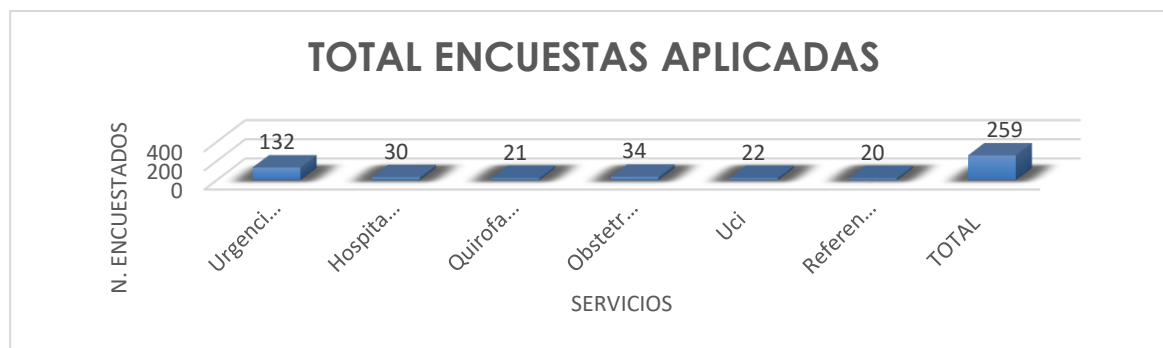 TOTAL ENCUESTAS APLICADAS
N. ENCUESTADOS
400
200
0
132
30
21
34
22
20
259
Urgenci...
Hospita...
Quirofa...
Obstetr...
Uci
Referen...
TOTAL
SERVICIOS